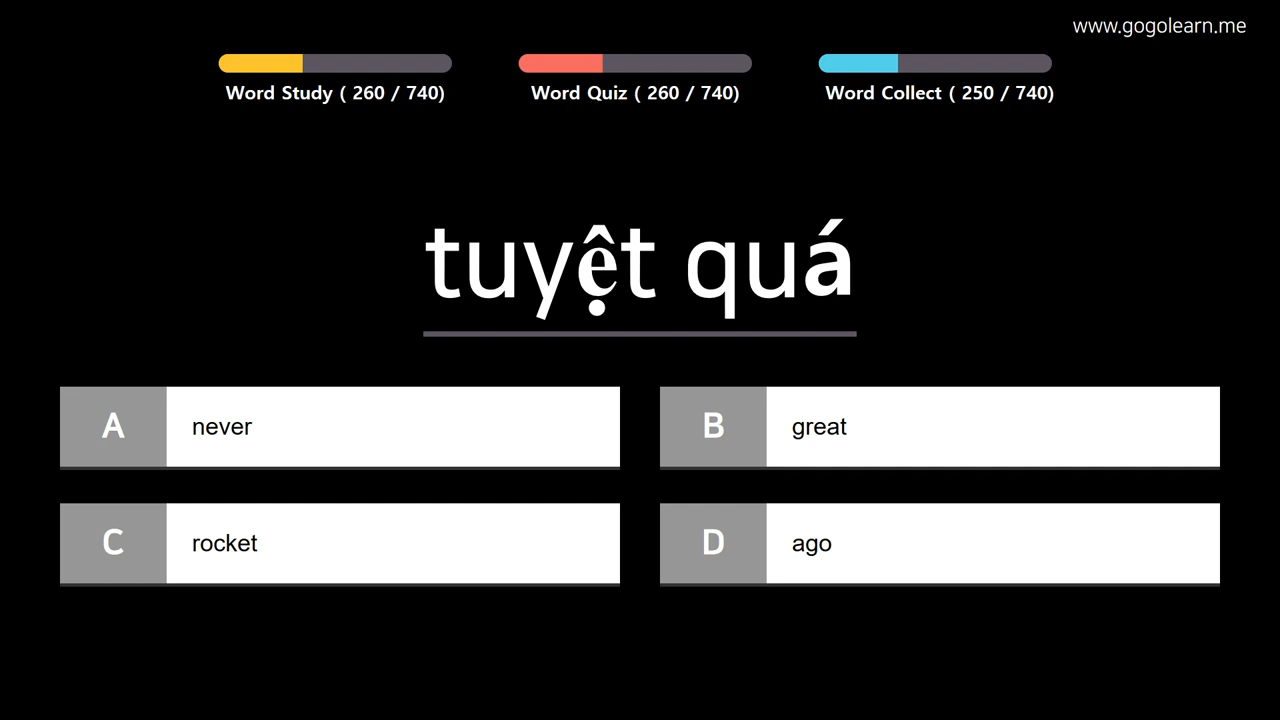 www.gogolearn.me
Word Study ( 260 / 740)
Word Quiz ( 260 / 740)
Word Collect ( 250 / 740)
tuyệt quá
A never
B great
C rocket
D ago